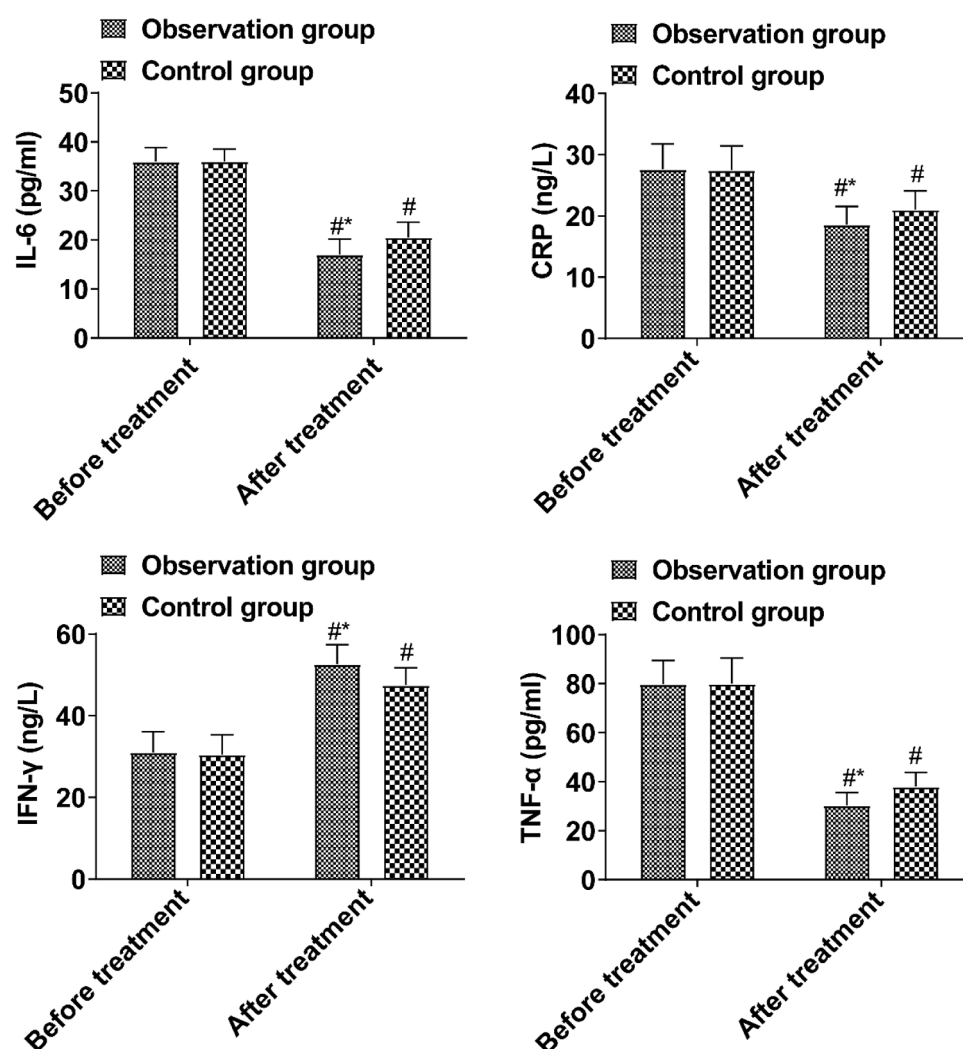 Observation group
Control group
IL-6 (pg/ml)
50
40
30
20
10
0
#*
#
Before treatment
After treatment
Observation group
Control group
CRP (ng/L)
40
30
20
10
0
#*
#
Before treatment
After treatment
Observation group
Control group
IFN-γ (ng/L)
60
40
20
0
#*
#
Before treatment
After treatment
Observation group
Control group
TNF-α (pg/ml)
100
80
60
40
20
0
#*
#
Before treatment
After treatment